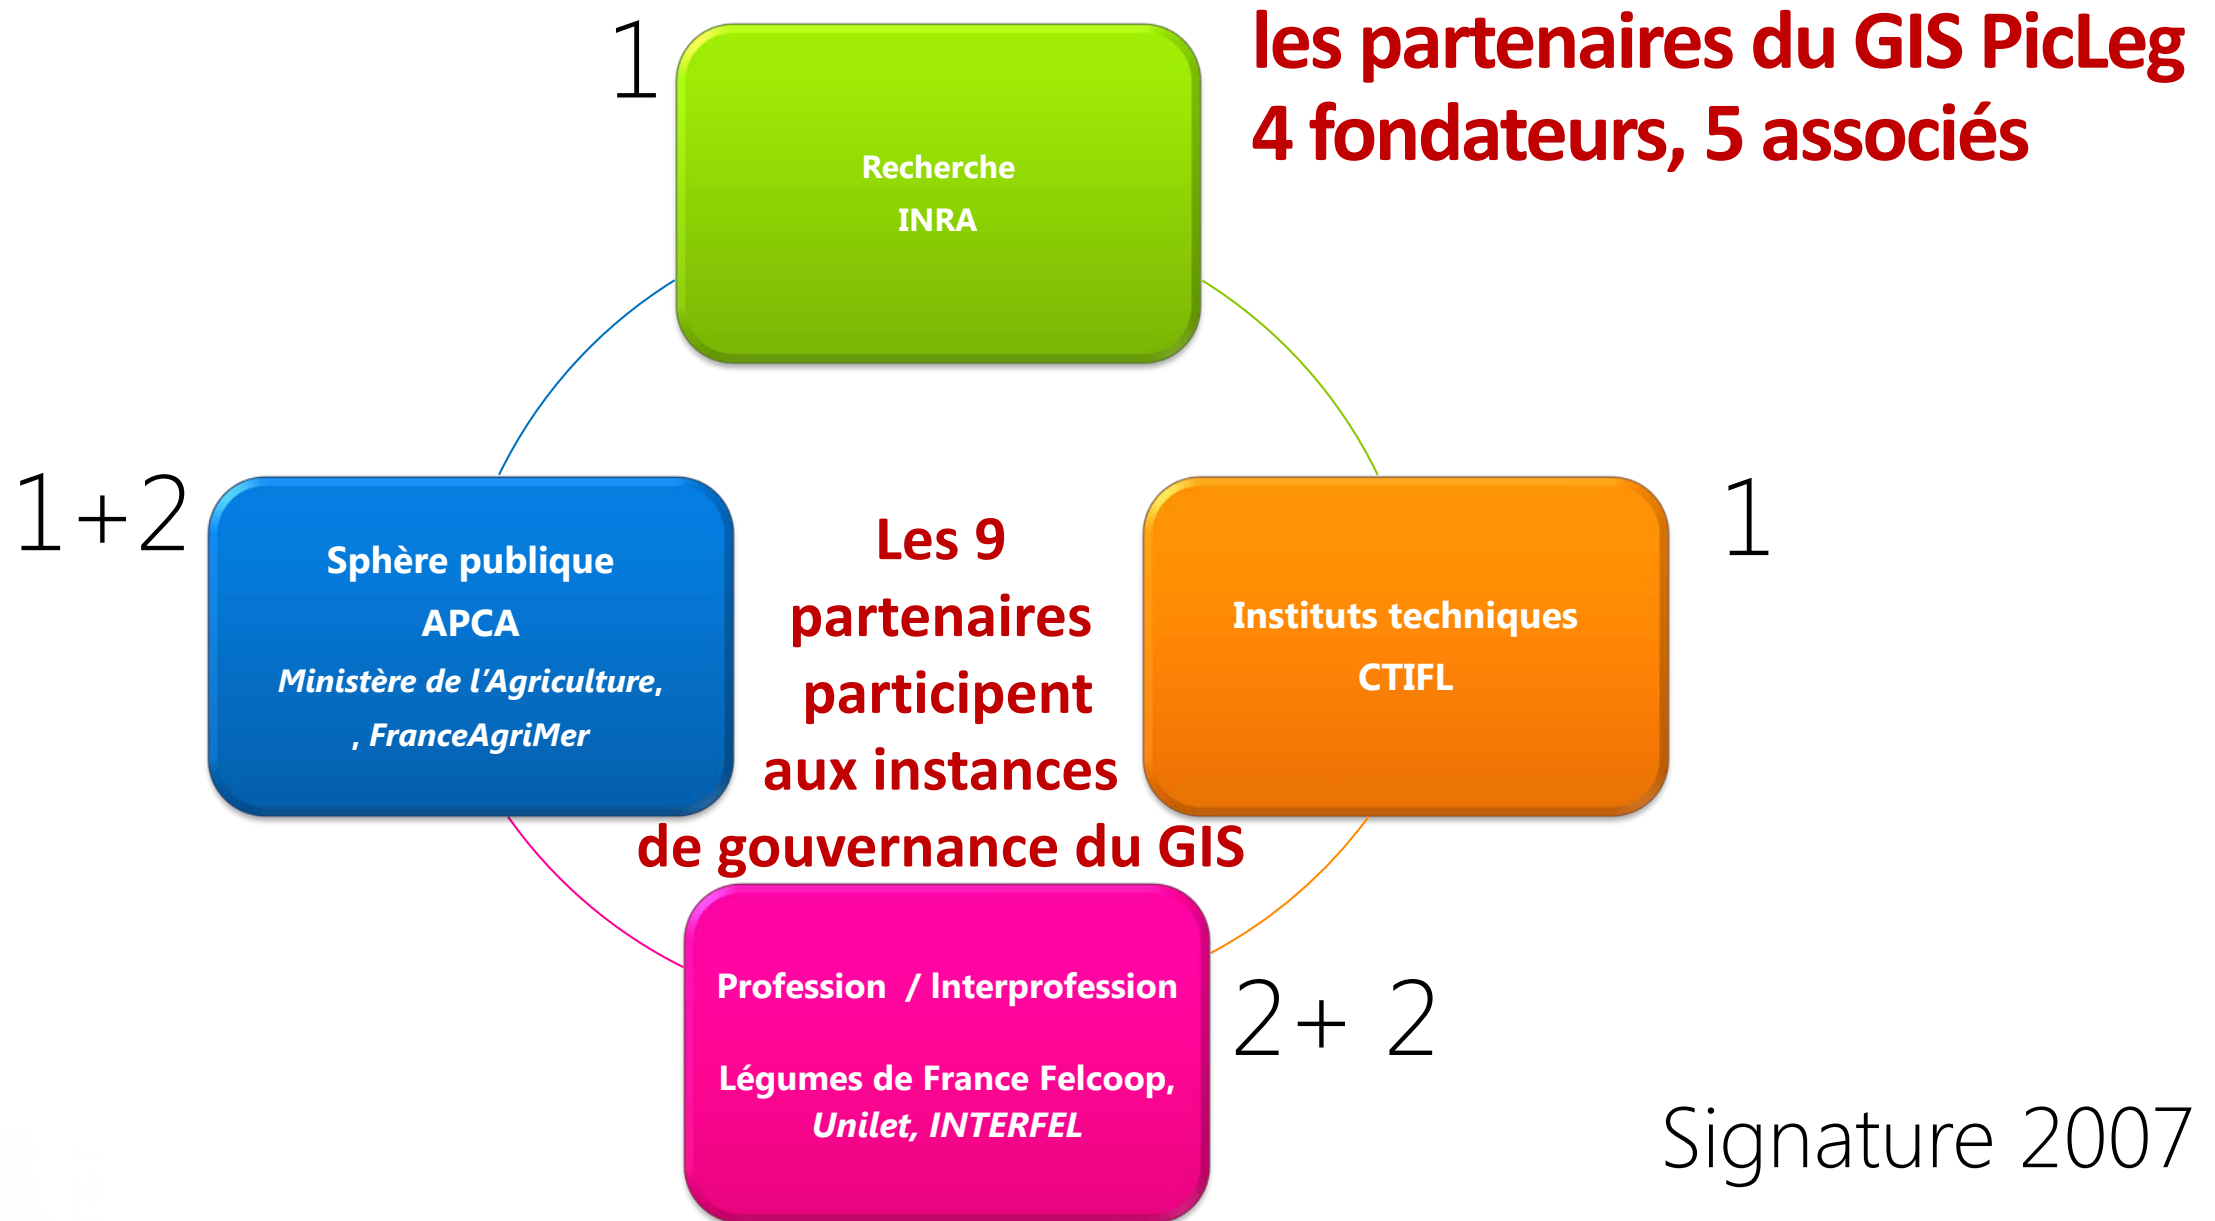 les partenaires du GIS PicLeg
4 fondateurs, 5 associés
1
Recherche
INRA
1+2
Sphère publique
APCA
Ministère de l’Agriculture,
, FranceAgriMer
Les 9
partenaires
participent
aux instances
de gouvernance du GIS
1
Instituts techniques
CTIFL
Profession / Interprofession
Légumes de France Felcoop,
Unilet, INTERFEL
2+ 2
Signature 2007